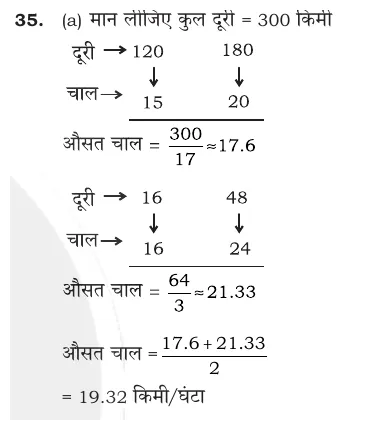 35. (a) मान लीजिए कुल दूरी = 300 किमी
दूरी → 120 180
↓ ↓
चाल→ 15 20
औसत चाल = 300/17 ≈17.6
दूरी → 16 48
↓ ↓
चाल→ 16 24
औसत चाल = 64/3 ≈21.33
औसत चाल = 17.6+21.33/2
= 19.32 किमी/घंटा